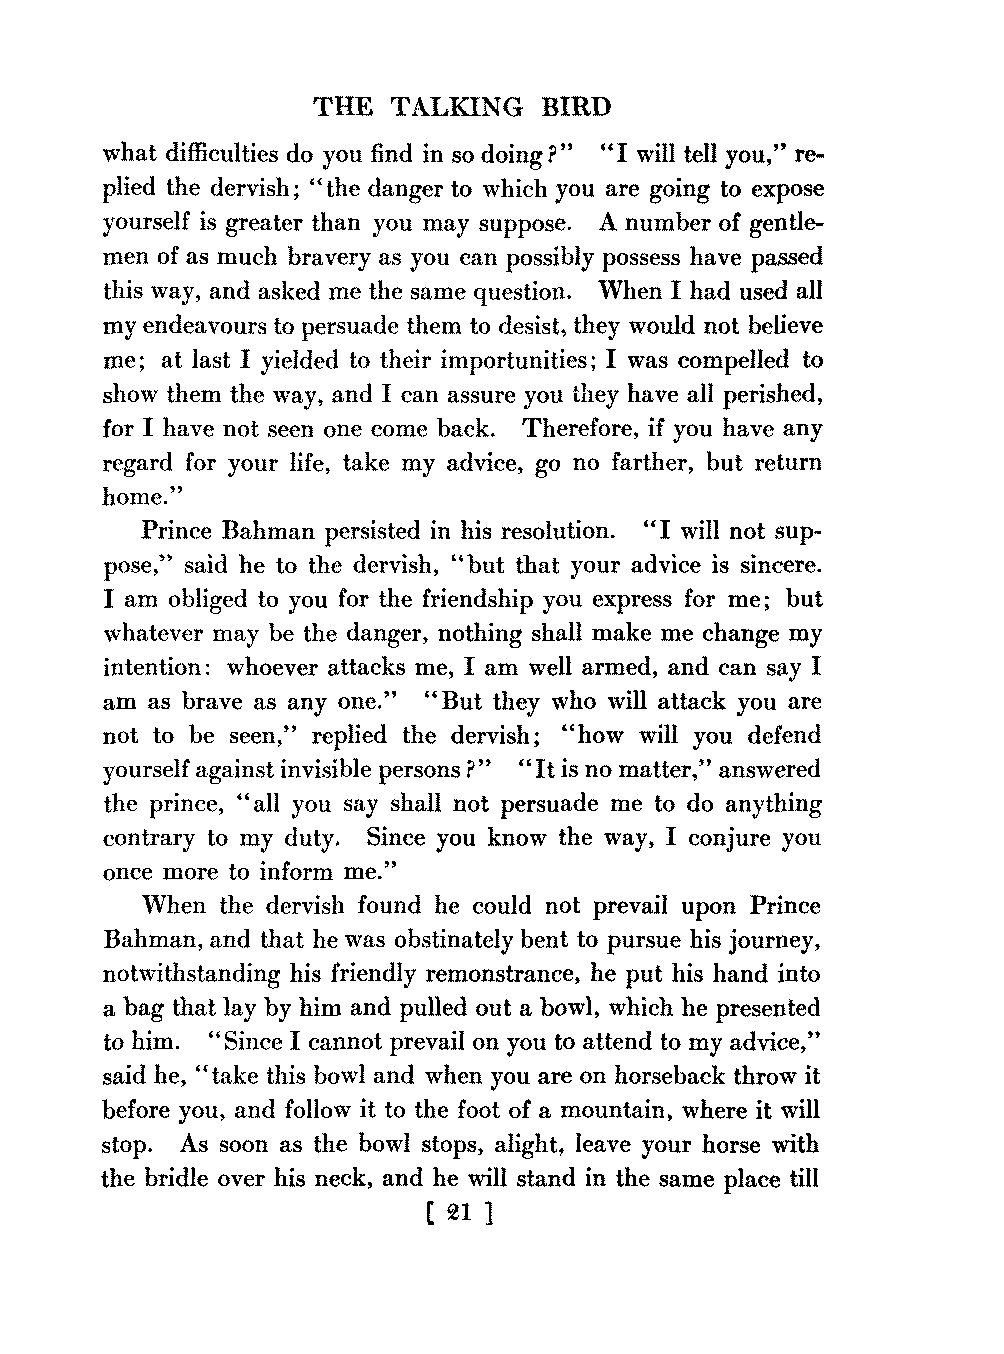 THE TALKING BIRD
what difficulties do you find in so doing?” “I will tell you,” re-
plied the dervish; “the danger to which you are going to expose
yourself is greater than you may suppose. A number of gentle-
men of as much bravery as you can possibly possess have passed
this way, and asked me the same question. When I had used all
my endeavours to persuade them to desist, they would not believe
me; at last I yielded to their importunities; I was compelled to
show them the way, and I can assure you they have all perished,
for I have not seen one come back. Therefore, if you have any
regard for your life, take my advice, go no farther, but return
home.”
Prince Bahman persisted in his resolution. “I will not sup-
pose,” said he to the dervish, “but that your advice is sincere.
I am obliged to you for the friendship you express for me; but
whatever may be the danger, nothing shall make me change my
intention: whoever attacks me, I am well armed, and can say I
am as brave as any one.” “But they who will attack you are
not to be seen,” replied the dervish; “how will you defend
yourself against invisible persons?” “It is no matter,” answered
the prince, “all you say shall not persuade me to do anything
contrary to my duty. Since you know the way, I conjure you
once more to inform me.”
When the dervish found he could not prevail upon Prince
Bahman, and that he was obstinately bent to pursue his journey,
notwithstanding his friendly remonstrance, he put his hand into
a bag that lay by him and pulled out a bowl, which he presented
to him. “Since I cannot prevail on you to attend to my advice,”
said he, “take this bowl and when you are on horseback throw it
before you, and follow it to the foot of a mountain, where it will
stop. As soon as the bowl stops, alight, leave your horse with
the bridle over his neck, and he will stand in the same place till
[ 21 ]